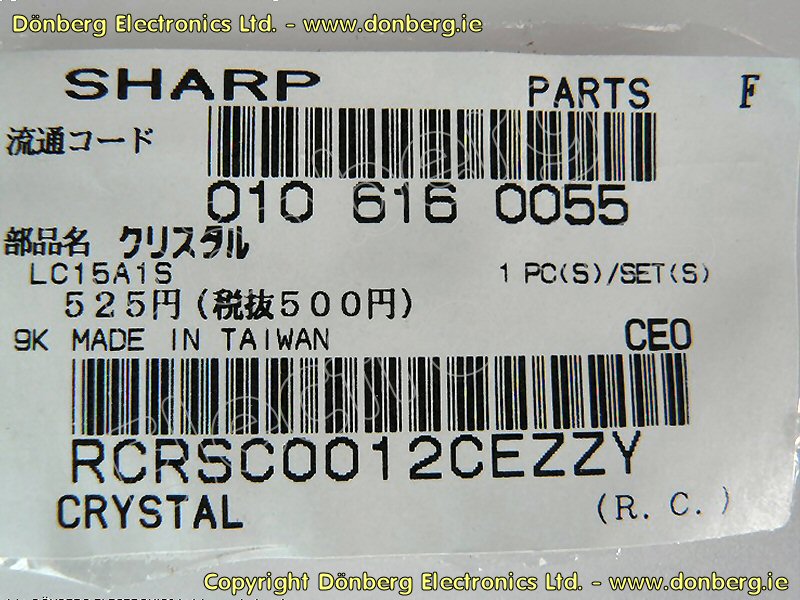 Dönberg Electronics Ltd. - www.donberg.ie
SHARP PARTS F
流通コード
010 616 0055
部品名 クリスタル
LC15A1S 1 PC(S)/SET(S)
525円(税抜500円)
9K MADE IN TAIWAN CEO
RCRSC0012CEZZY
CRYSTAL (R.C.)
Copyright Dönberg Electronics Ltd. - www.donberg.ie